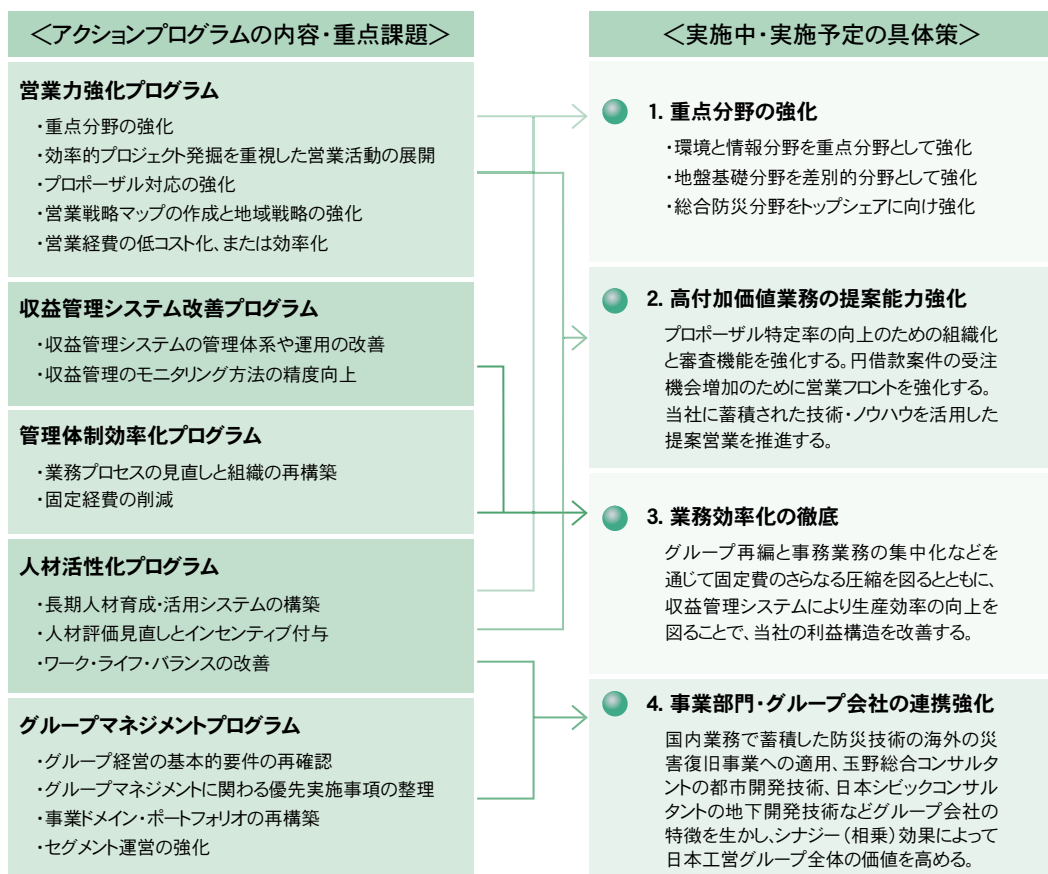 ＜アクションプログラムの内容・重点課題＞
営業力強化プログラム
・重点分野の強化
・効率的プロジェクト発掘を重視した営業活動の展開
・プロポーザル対応の強化
・営業戦略マップの作成と地域戦略の強化
・営業経費の低コスト化、または効率化
収益管理システム改善プログラム
・収益管理システムの管理体系や運用の改善
・収益管理のモニタリング方法の精度向上
管理体制効率化プログラム
・業務プロセスの見直しと組織の再構築
・固定経費の削減
人材活性化プログラム
・長期人材育成・活用システムの構築
・人材評価見直しとインセンティブ付与
・ワーク・ライフ・バランスの改善
グループマネジメントプログラム
・グループ経営の基本的要件の再確認
・グループマネジメントに関わる優先実施事項の整理
・事業ドメイン・ポートフォリオの再構築
・セグメント運営の強化
＜実施中・実施予定の具体策＞
1. 重点分野の強化
・環境と情報分野を重点分野として強化
・地盤基礎分野を差別的分野として強化
・総合防災分野をトップシェアに向け強化
2. 高付加価値業務の提案能力強化
プロポーザル特定率の向上のための組織化
と審査機能を強化する。円借款案件の受注
機会増加のために営業フロントを強化する。
当社に蓄積された技術・ノウハウを活用した
提案営業を推進する。
3. 業務効率化の徹底
グループ再編と事務業務の集中化などを
通じて固定費のさらなる圧縮を図るとともに、
収益管理システムにより生産効率の向上を
図ることで、当社の利益構造を改善する。
4. 事業部門・グループ会社の連携強化
国内業務で蓄積した防災技術の海外の災
害復旧事業への適用、玉野総合コンサルタ
ントの都市開発技術、日本シビックコンサル
タントの地下開発技術などグループ会社の
特徴を生かし、シナジー（相乗）効果によって
日本工営グループ全体の価値を高める。